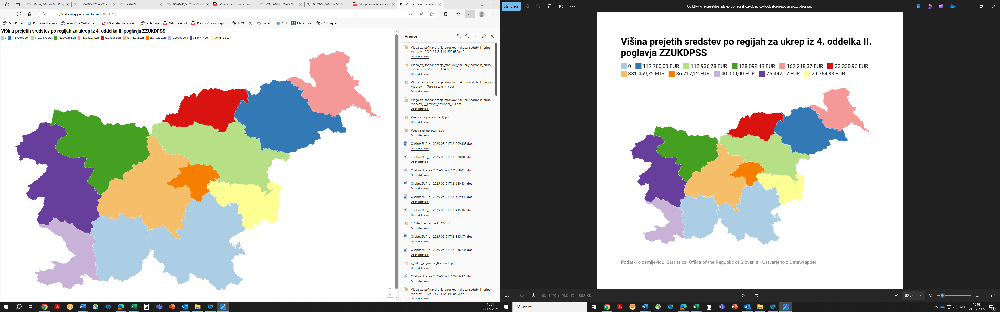 164-2/2025-2720 Pris
450-40/2025-2720-4
KRPAN
0070-35/2025-2720 V
Vloga_za_sofinanciran
0070-44/2025-2720 V
0070-58/2025-2720 V
Vloga_za_sofinanciran
Višina prejetih sredste
https://datawrapper.dwcdn.net/OVIEH/2/
Moj Portal
Podpora Maximo
Pomoč za Outlook 2...
TIS – Telefonski ime...
eNabave
Sklic_seje.pdf
Priporočila za prepr...
1249
notranj
101
MiniOffice
CJVT vejice
Višina prejetih sredstev po regijah za ukrep iz 4. oddelka II. poglavja ZZUKDPSS
0 112.700,00 EUR 112.936,78 EUR 128.098,48 EUR 167.218,37 EUR 33.330,96 EUR 331.459,72 EUR 36.717,12 EUR 40.000,00 EUR 75.447,17 EUR 79.764,83 EUR
+
−
Prenosi
Vloga_za_sofinanciranje_stroskov_nakupa_sodobnih_pripo
mockov - 2025-05-21T144225.635.pdf
Odpri datoteko
Vloga_za_sofinanciranje_stroskov_nakupa_sodobnih_pripo
mockov - 2025-05-21T143915.723.pdf
Odpri datoteko
Vloga_za_sofinanciranje_stroskov_nakupa_sodobnih_pripo
mockov_-__Toto_sistem_ (1).pdf
Odpri datoteko
Vloga_za_sofinanciranje_stroskov_nakupa_sodobnih_pripo
mockov_-__Ecobot_Scrubber_ (1).pdf
Odpri datoteko
Vsebinsko_porocanje (1).pdf
Odpri datoteko
Vsebinsko_porocanje.pdf
Odpri datoteko
OsebnaZUP_e - 2025-05-21T121909.335.doc
Odpri datoteko
OsebnaZUP_e - 2025-05-21T121838.006.doc
Odpri datoteko
OsebnaZUP_e - 2025-05-21T121728.014.doc
Odpri datoteko
OsebnaZUP_e - 2025-05-21T121620.434.doc
Odpri datoteko
OsebnaZUP_e - 2025-05-21T121609.640.doc
Odpri datoteko
OsebnaZUP_e - 2025-05-21T121415.361.doc
Odpri datoteko
8_Sklep_se_zavrne_DEOS.pdf
Odpri datoteko
OsebnaZUP_e - 2025-05-21T121315.374.doc
Odpri datoteko
OsebnaZUP_e - 2025-05-21T121156.734.doc
Odpri datoteko
7_Sklep_se_zavrne_Komenda.pdf
Odpri datoteko
OsebnaZUP_e - 2025-05-21T120756.375.doc
Odpri datoteko
Vloga_za_sofinanciranje_stroskov_nakupa_sodobnih_pripo
mockov - 2025-05-21T120541.860.pdf
Odpri datoteko
15:01
21. 05. 2025
Uredi
OVIEH-vi-ina-prejetih-sredstev-po-regijah-za-ukrep-iz-4-oddelka-ii-poglavja-zzukdpss.png
Višina prejetih sredstev po regijah za ukrep iz 4. oddelka II.
poglavja ZZUKDPSS
0 112.700,00 EUR 112.936,78 EUR 128.098,48 EUR 167.218,37 EUR 33.330,96 EUR
331.459,72 EUR 36.717,12 EUR 40.000,00 EUR 75.447,17 EUR 79.764,83 EUR
Podatki o zemljevidu: Statistical Office of the Republic of Slovenia • Ustvarjeno z Datawrapper
1420 x 1286
155.3 KB
83 %
Iščite
SLV
15:01
21. 05. 2025
8